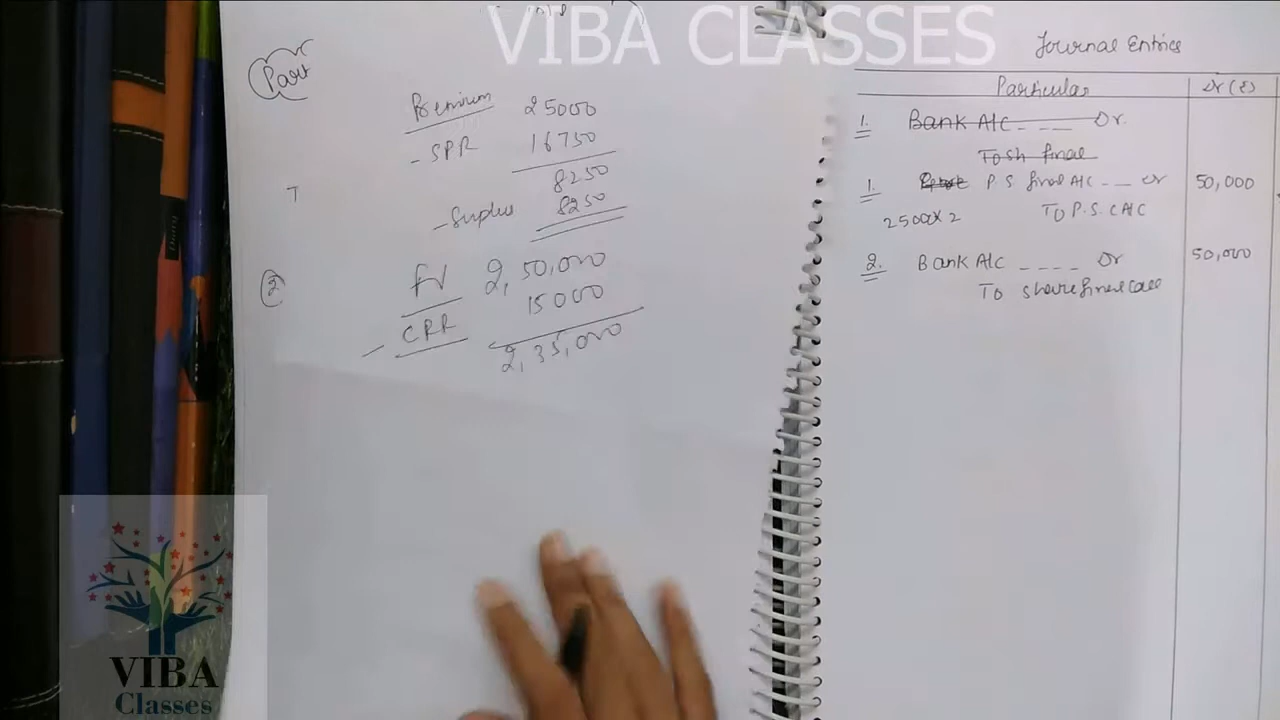 VIBA CLASSES
Part
Premium 25000
- SPR 16750
8250
- Surplus 8250
②
FV 2,50,000
- CRR 15000
2,35,000
Journal Entries
Particular Dr (₹)
1. Bank A/C - - - Dr.
To sh final
1. P.S final A/C - - Dr 50,000
25000 x 2 To P.S. C A/C
2. Bank A/C - - - - Dr 50,000
To share final call
VIBA
Classes